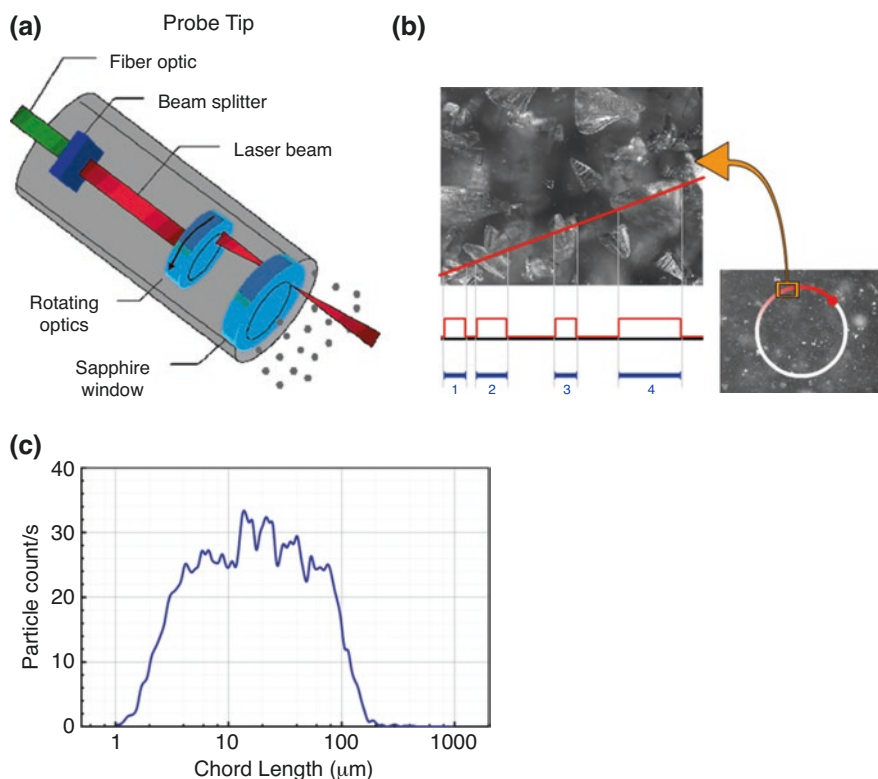 (a)
Probe Tip
Fiber optic
Beam splitter
Laser beam
Rotating
optics
Sapphire
window
(b)
1 2 3 4
(c)
40
30
20
10
0
Particle count/s
1 10 100 1000
Chord Length (μm)